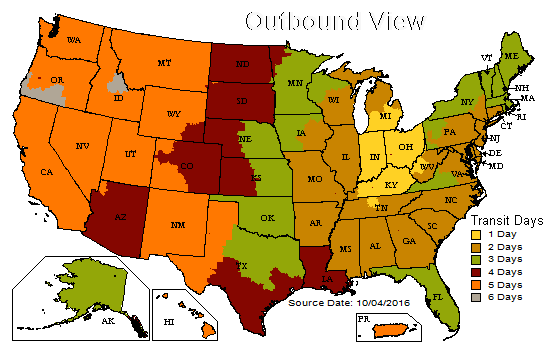 Outbound View
WA
MT
ND
OR
ID
SD
WY
NV
UT
CO
CA
AZ
NM
NE
KS
OK
TX
MN
IA
MO
AR
LA
WI
IL
MI
IN
OH
KY
TN
MS
AL
GA
FL
SC
NC
VA
WV
PA
NY
VT
ME
NH
MA
RI
CT
NJ
DE
MD
AK
HI
PR
Transit Days
1 Day
2 Days
3 Days
4 Days
5 Days
6 Days
Source Date: 10/04/2016